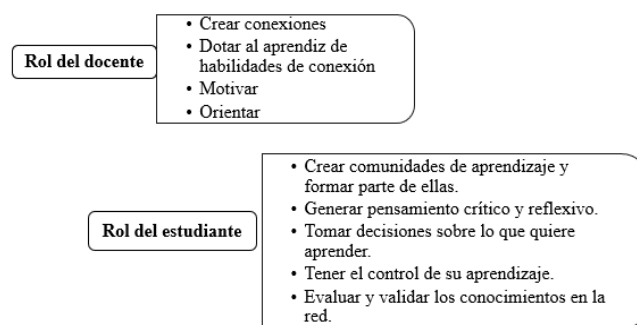 Rol del docente
• Crear conexiones
• Dotar al aprendiz de
habilidades de conexión
• Motivar
• Orientar
Rol del estudiante
• Crear comunidades de aprendizaje y
formar parte de ellas.
• Generar pensamiento crítico y reflexivo.
• Tomar decisiones sobre lo que quiere
aprender.
• Tener el control de su aprendizaje.
• Evaluar y validar los conocimientos en la
red.